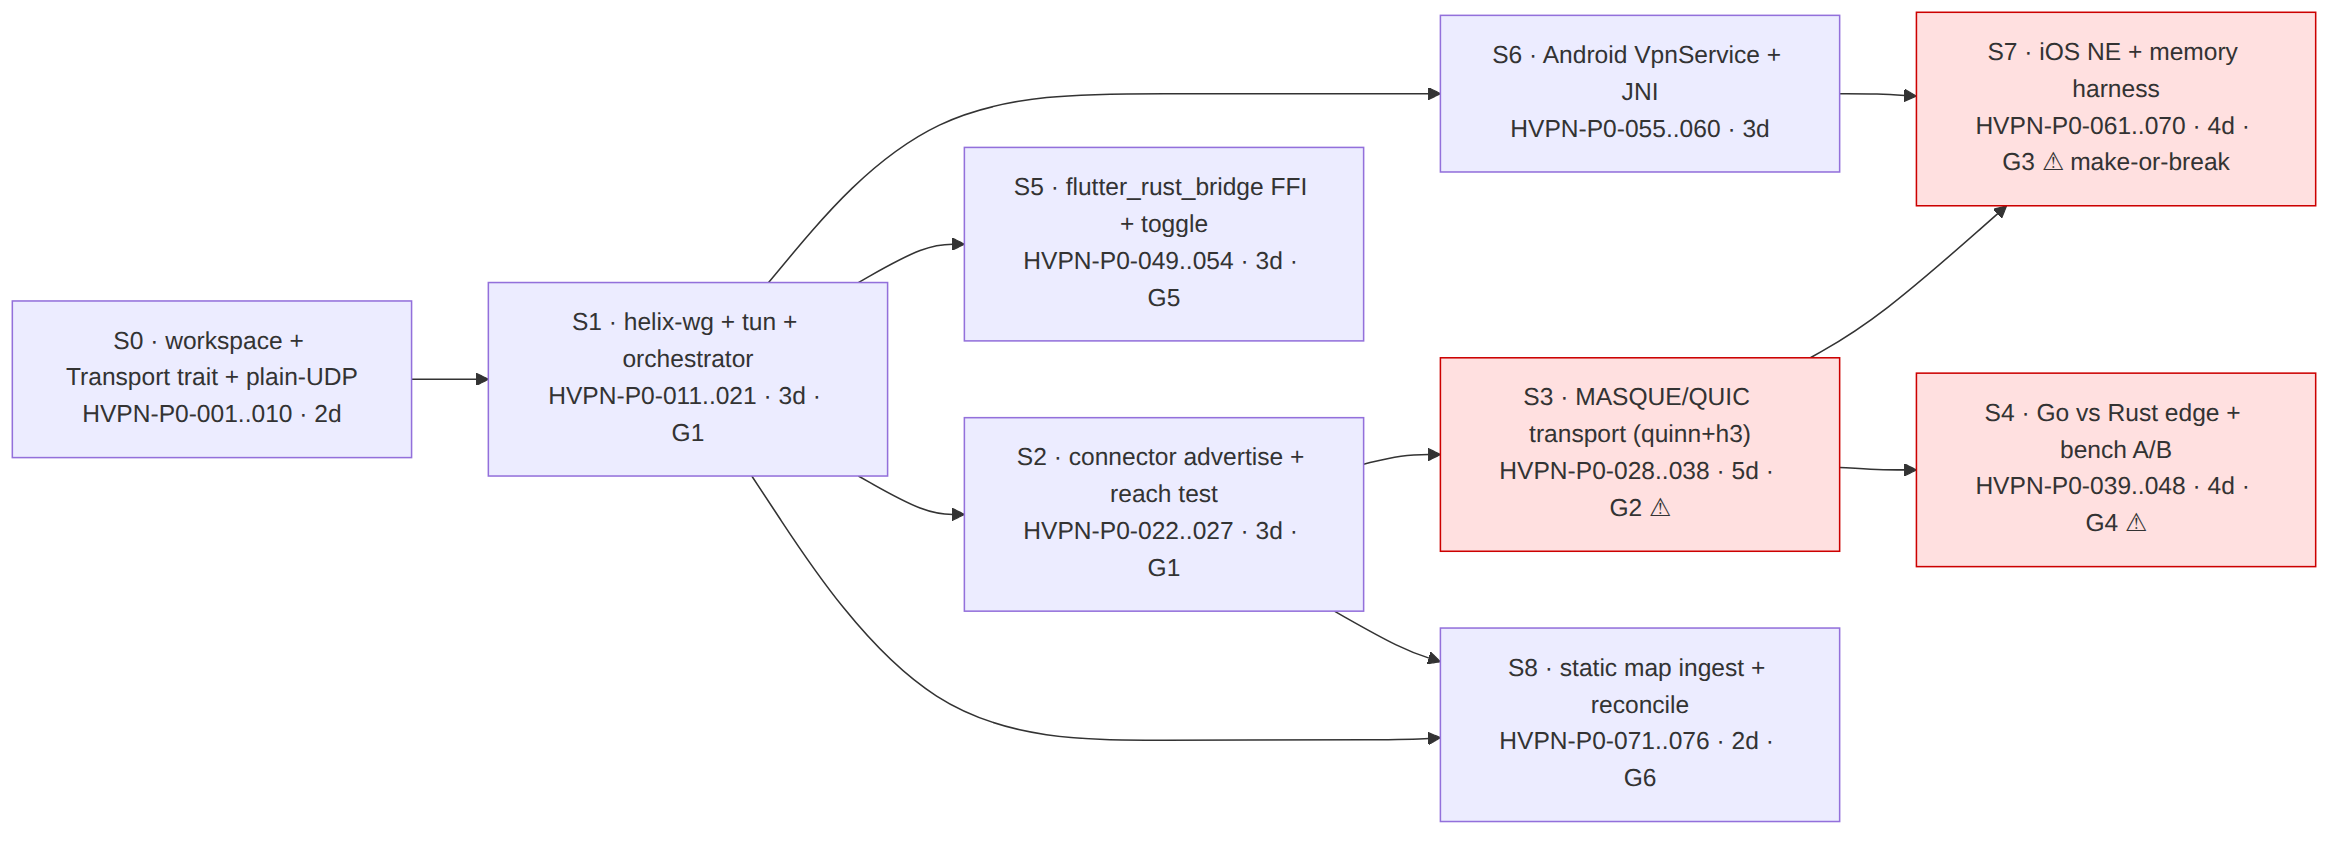 S0 · workspace +
Transport trait + plain-UDP
HVPN-P0-001..010 · 2d
S1 · helix-wg + tun +
orchestrator
HVPN-P0-011..021 · 3d ·
G1
S5 · flutter_rust_bridge FFI
+ toggle
HVPN-P0-049..054 · 3d ·
G5
S2 · connector advertise +
reach test
HVPN-P0-022..027 · 3d ·
G1
S6 · Android VpnService +
JNI
HVPN-P0-055..060 · 3d
S3 · MASQUE/QUIC
transport (quinn+h3)
HVPN-P0-028..038 · 5d ·
G2 ⚠
S8 · static map ingest +
reconcile
HVPN-P0-071..076 · 2d ·
G6
S7 · iOS NE + memory
harness
HVPN-P0-061..070 · 4d ·
G3 ⚠ make-or-break
S4 · Go vs Rust edge +
bench A/B
HVPN-P0-039..048 · 4d ·
G4 ⚠